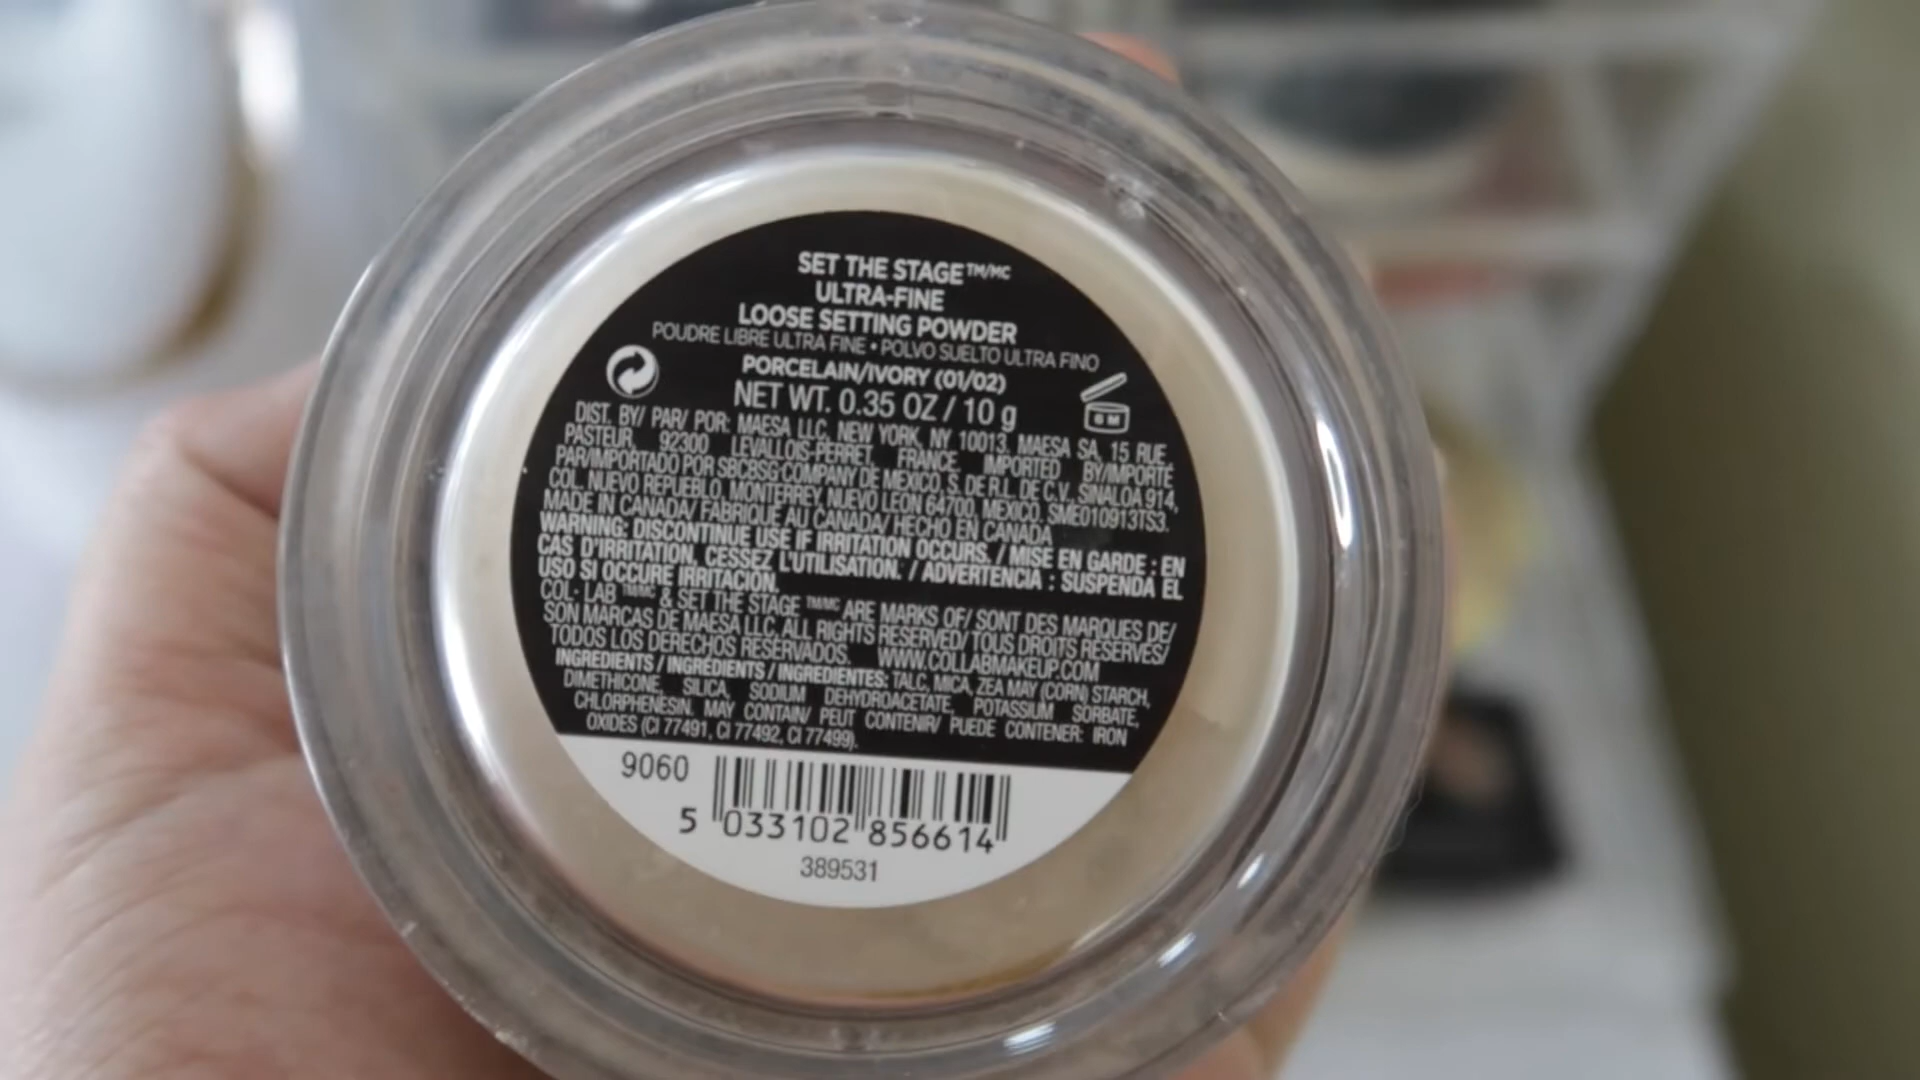 SET THE STAGE™/MC
ULTRA-FINE
LOOSE SETTING POWDER
POUDRE LIBRE ULTRA FINE • POLVO SUELTO ULTRA FINO
PORCELAIN/IVORY (01/02)
NET WT. 0.35 OZ / 10 g
6 M
DIST. BY/ PAR/ POR: MAESA LLC, NEW YORK, NY 10013. MAESA SA, 15 RUE
PASTEUR, 92300 LEVALLOIS-PERRET, FRANCE. IMPORTED BY/IMPORTÉ
PAR/IMPORTADO POR SBCBSG COMPANY DE MEXICO, S. DE R.L. DE C.V., SINALOA 914,
COL. NUEVO REPUEBLO, MONTERREY, NUEVO LEON 64700, MEXICO. SME010913TS3.
MADE IN CANADA/ FABRIQUÉ AU CANADA/ HECHO EN CANADA
WARNING: DISCONTINUE USE IF IRRITATION OCCURS. / MISE EN GARDE : EN
CAS D'IRRITATION, CESSEZ L'UTILISATION. / ADVERTENCIA : SUSPENDA EL
USO SI OCCURE IRRITACIÓN.
COL· LAB ™/MC & SET THE STAGE ™/MC ARE MARKS OF/ SONT DES MARQUES DE/
SON MARCAS DE MAESA LLC, ALL RIGHTS RESERVED/ TOUS DROITS RESERVÉS/
TODOS LOS DERECHOS RESERVADOS. WWW.COLLABMAKEUP.COM
INGREDIENTS / INGRÉDIENTS / INGREDIENTES: TALC, MICA, ZEA MAY (CORN) STARCH,
DIMETHICONE, SILICA, SODIUM DEHYDROACETATE, POTASSIUM SORBATE,
CHLORPHENESIN. MAY CONTAIN/ PEUT CONTENIR/ PUEDE CONTENER: IRON
OXIDES (CI 77491, CI 77492, CI 77499).
9060
5 033102 856614
389531